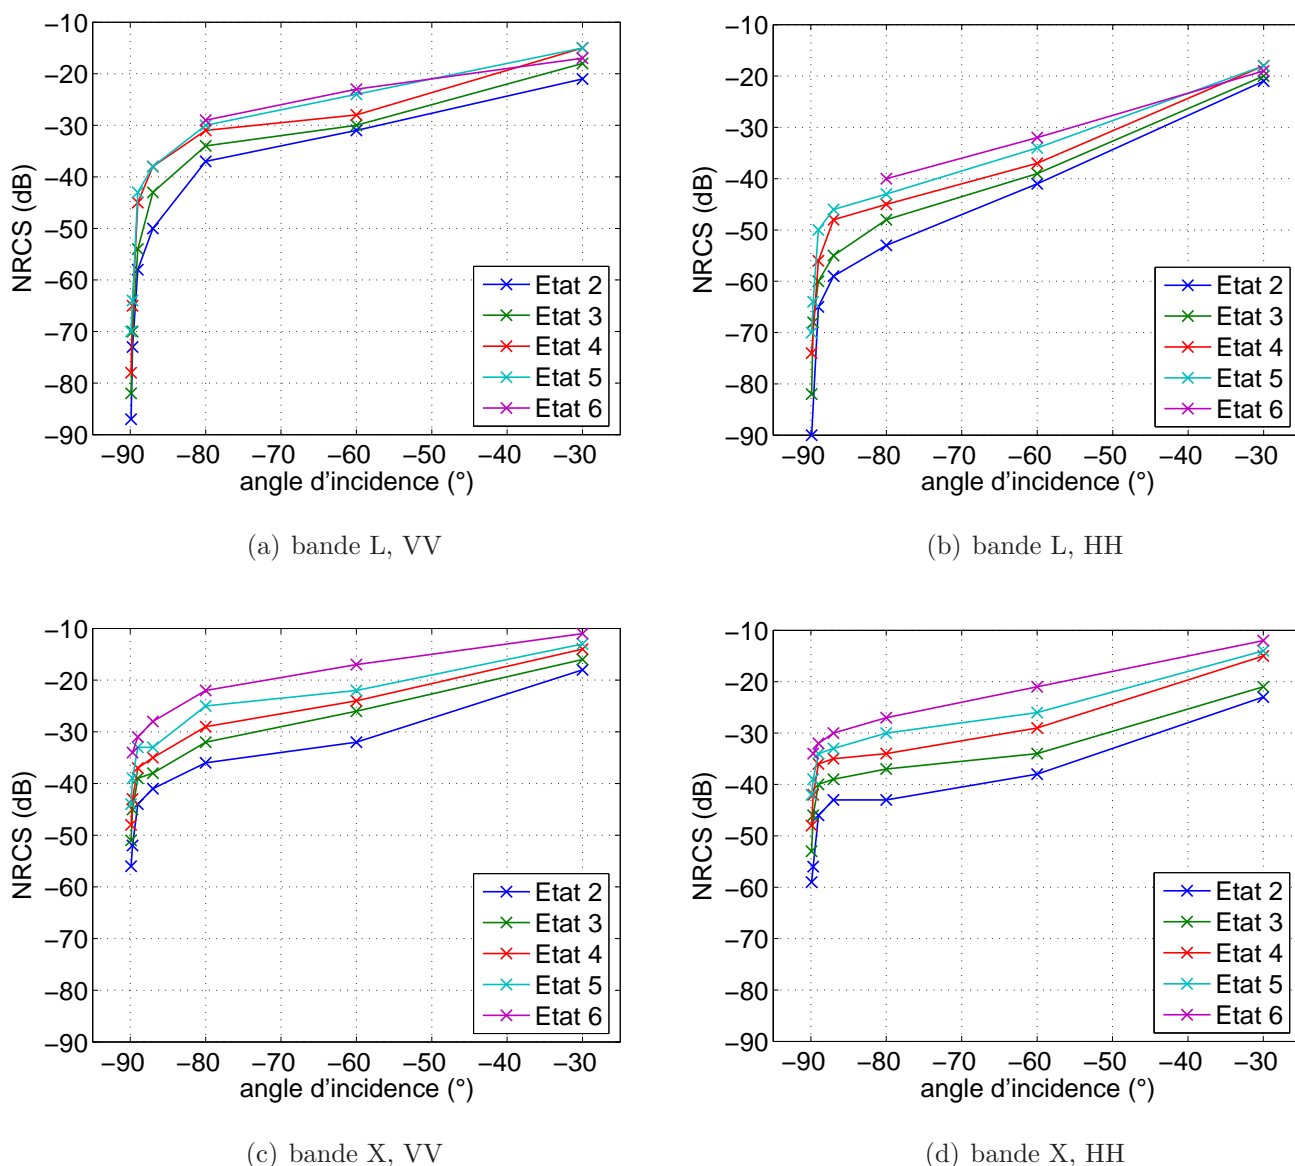 −10
−20
−30
−40
−50
−60
−70
−80
−90
NRCS (dB)
−90 −80 −70 −60 −50 −40 −30
angle d'incidence (°)
Etat 2
Etat 3
Etat 4
Etat 5
Etat 6
(a) bande L, VV
−10
−20
−30
−40
−50
−60
−70
−80
−90
NRCS (dB)
−90 −80 −70 −60 −50 −40 −30
angle d'incidence (°)
Etat 2
Etat 3
Etat 4
Etat 5
Etat 6
(b) bande L, HH
−10
−20
−30
−40
−50
−60
−70
−80
−90
NRCS (dB)
−90 −80 −70 −60 −50 −40 −30
angle d'incidence (°)
Etat 2
Etat 3
Etat 4
Etat 5
Etat 6
(c) bande X, VV
−10
−20
−30
−40
−50
−60
−70
−80
−90
NRCS (dB)
−90 −80 −70 −60 −50 −40 −30
angle d'incidence (°)
Etat 2
Etat 3
Etat 4
Etat 5
Etat 6
(d) bande X, HH